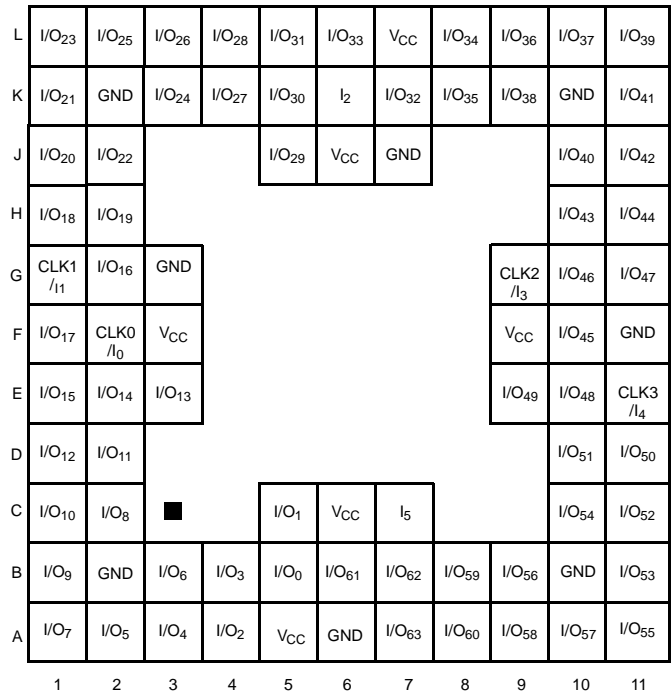 L I/O23 I/O25 I/O26 I/O28 I/O31 I/O33 VCC I/O34 I/O36 I/O37 I/O39
K I/O21 GND I/O24 I/O27 I/O30 I2 I/O32 I/O35 I/O38 GND I/O41
J I/O20 I/O22 I/O29 VCC GND I/O40 I/O42
H I/O18 I/O19 I/O43 I/O44
G CLK1 /I1 I/O16 GND CLK2 /I3 I/O46 I/O47
F I/O17 CLK0 /I0 VCC VCC I/O45 GND
E I/O15 I/O14 I/O13 I/O49 I/O48 CLK3 /I4
D I/O12 I/O11 I/O51 I/O50
C I/O10 I/O8 I/O1 VCC I5 I/O54 I/O52
B I/O9 GND I/O6 I/O3 I/O0 I/O61 I/O62 I/O59 I/O56 GND I/O53
A I/O7 I/O5 I/O4 I/O2 VCC GND I/O63 I/O60 I/O58 I/O57 I/O55
1 2 3 4 5 6 7 8 9 10 11